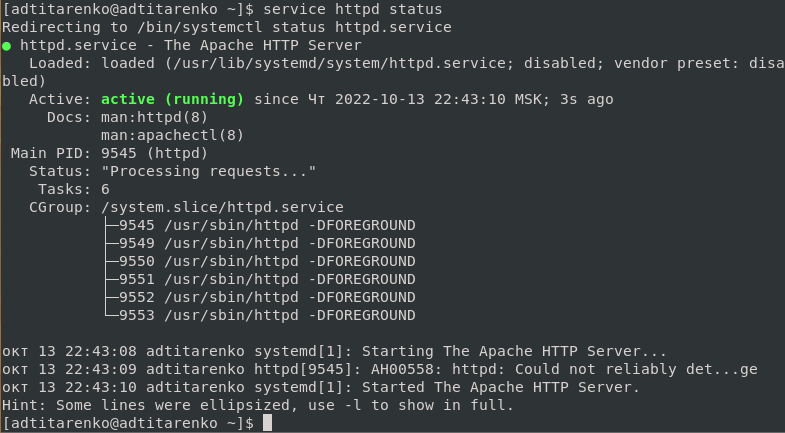 [adtitarenko@adtitarenko ~]$ service httpd status
Redirecting to /bin/systemctl status httpd.service
● httpd.service - The Apache HTTP Server
   Loaded: loaded (/usr/lib/systemd/system/httpd.service; disabled; vendor preset: disa
bled)
   Active: active (running) since Чт 2022-10-13 22:43:10 MSK; 3s ago
     Docs: man:httpd(8)
           man:apachectl(8)
 Main PID: 9545 (httpd)
   Status: "Processing requests..."
    Tasks: 6
   CGroup: /system.slice/httpd.service
           ├─9545 /usr/sbin/httpd -DFOREGROUND
           ├─9549 /usr/sbin/httpd -DFOREGROUND
           ├─9550 /usr/sbin/httpd -DFOREGROUND
           ├─9551 /usr/sbin/httpd -DFOREGROUND
           ├─9552 /usr/sbin/httpd -DFOREGROUND
           └─9553 /usr/sbin/httpd -DFOREGROUND

окт 13 22:43:08 adtitarenko systemd[1]: Starting The Apache HTTP Server...
окт 13 22:43:09 adtitarenko httpd[9545]: AH00558: httpd: Could not reliably det...ge
окт 13 22:43:10 adtitarenko systemd[1]: Started The Apache HTTP Server.
Hint: Some lines were ellipsized, use -l to show in full.
[adtitarenko@adtitarenko ~]$